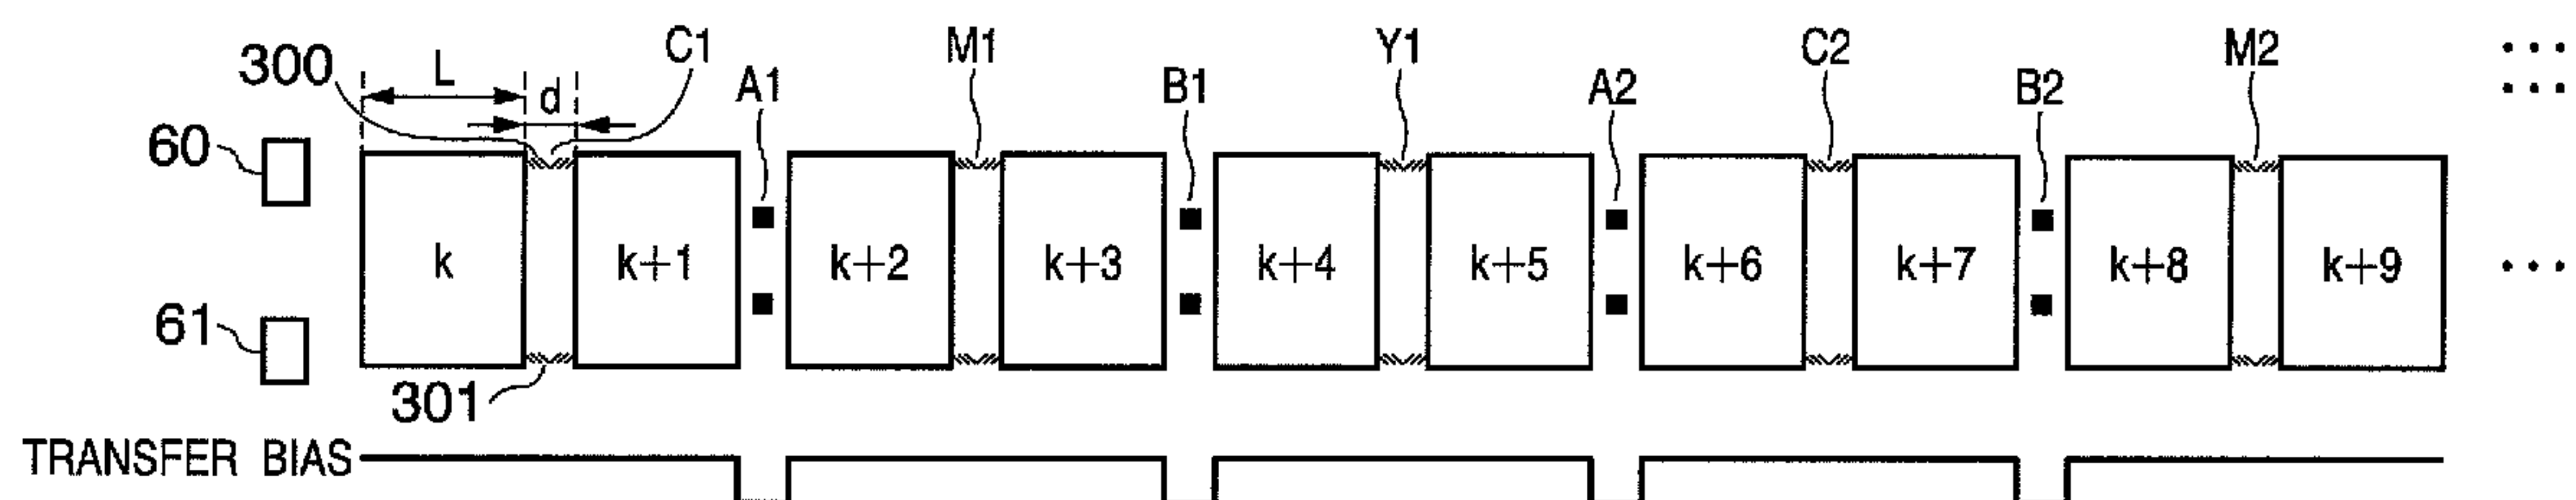 300 L d C1 A1 M1 B1 Y1 A2 C2 B2 M2 ...
...
60
k k+1 k+2 k+3 k+4 k+5 k+6 k+7 k+8 k+9 ...
61
301
TRANSFER BIAS